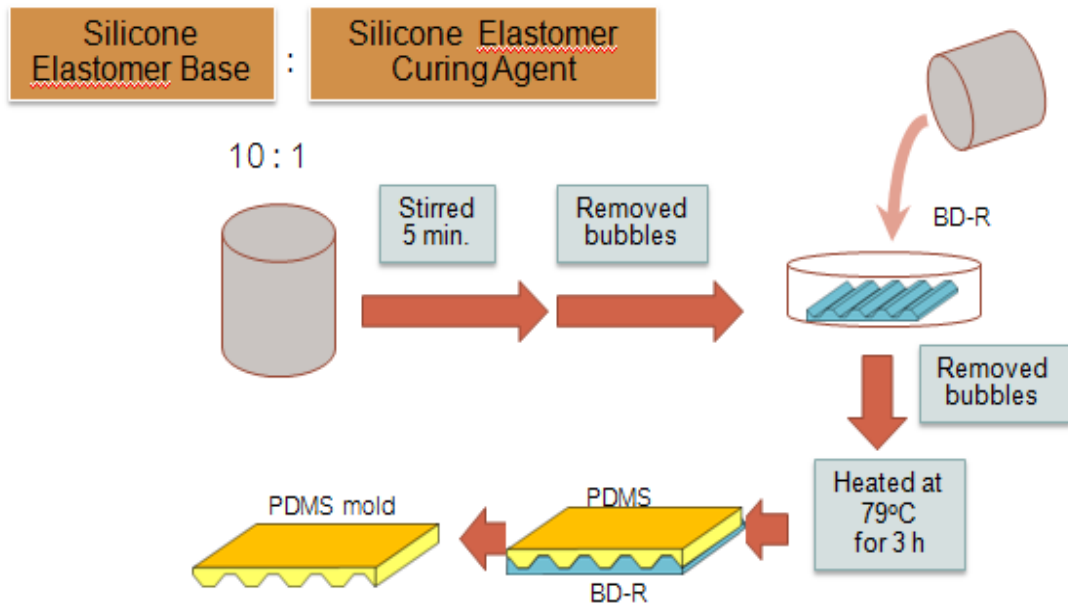 Silicone
Elastomer Base
:
Silicone Elastomer
Curing Agent
10 : 1
Stirred
5 min.
Removed
bubbles
BD-R
Removed
bubbles
Heated at
79ºC
for 3 h
PDMS
BD-R
PDMS mold